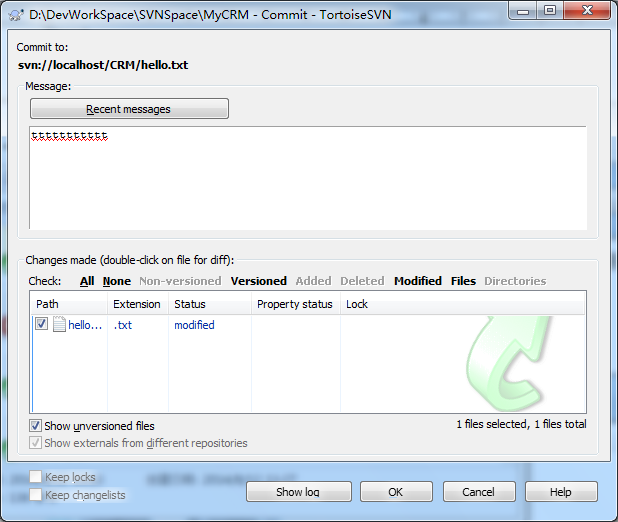 D:\DevWorkSpace\SVNSpace\MyCRM - Commit - TortoiseSVN
Commit to:
svn://localhost/CRM/hello.txt
Message:
Recent messages
ttttttttttt
Changes made (double-click on file for diff):
Check: All None Non-versioned Versioned Added Deleted Modified Files Directories
Path Extension Status Property status Lock
hello... .txt modified
Show unversioned files
1 files selected, 1 files total
Show externals from different repositories
Keep locks
Keep changelists
Show log OK Cancel Help